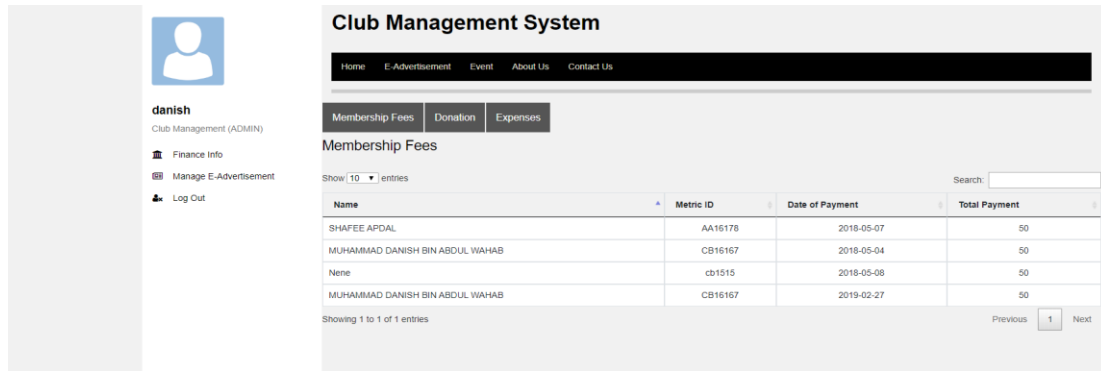 Club Management System
Home E-Advertisement Event About Us Contact Us
danish
Club Management (ADMIN)
Finance Info
Manage E-Advertisement
Log Out
Membership Fees Donation Expenses
Membership Fees
Show 10 entries Search:
Name Metric ID Date of Payment Total Payment
SHAFEE APDAL AA16178 2018-05-07 50
MUHAMMAD DANISH BIN ABDUL WAHAB CB16167 2018-05-04 50
Nene cb1515 2018-05-08 50
MUHAMMAD DANISH BIN ABDUL WAHAB CB16167 2019-02-27 50
Showing 1 to 1 of 1 entries Previous 1 Next